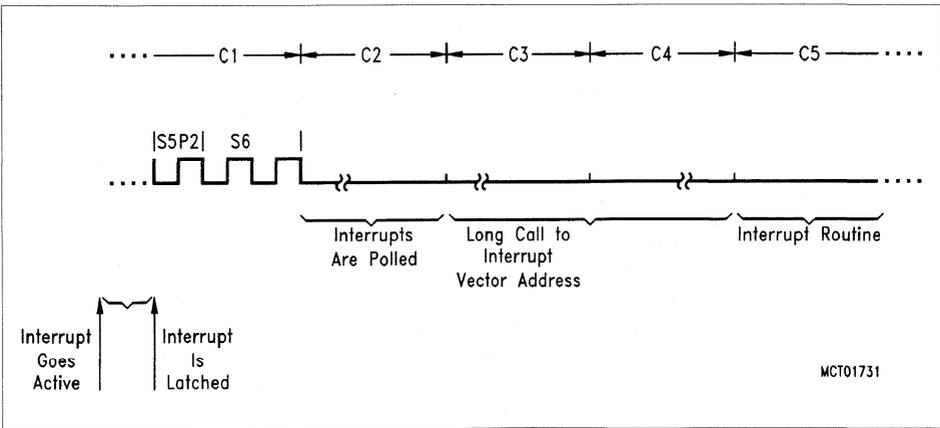 C1 C2 C3 C4 C5
S5P2 S6
Interrupts
Are Polled
Long Call to
Interrupt
Vector Address
Interrupt Routine
Interrupt
Goes
Active
Interrupt
Is
Latched
MCT01731